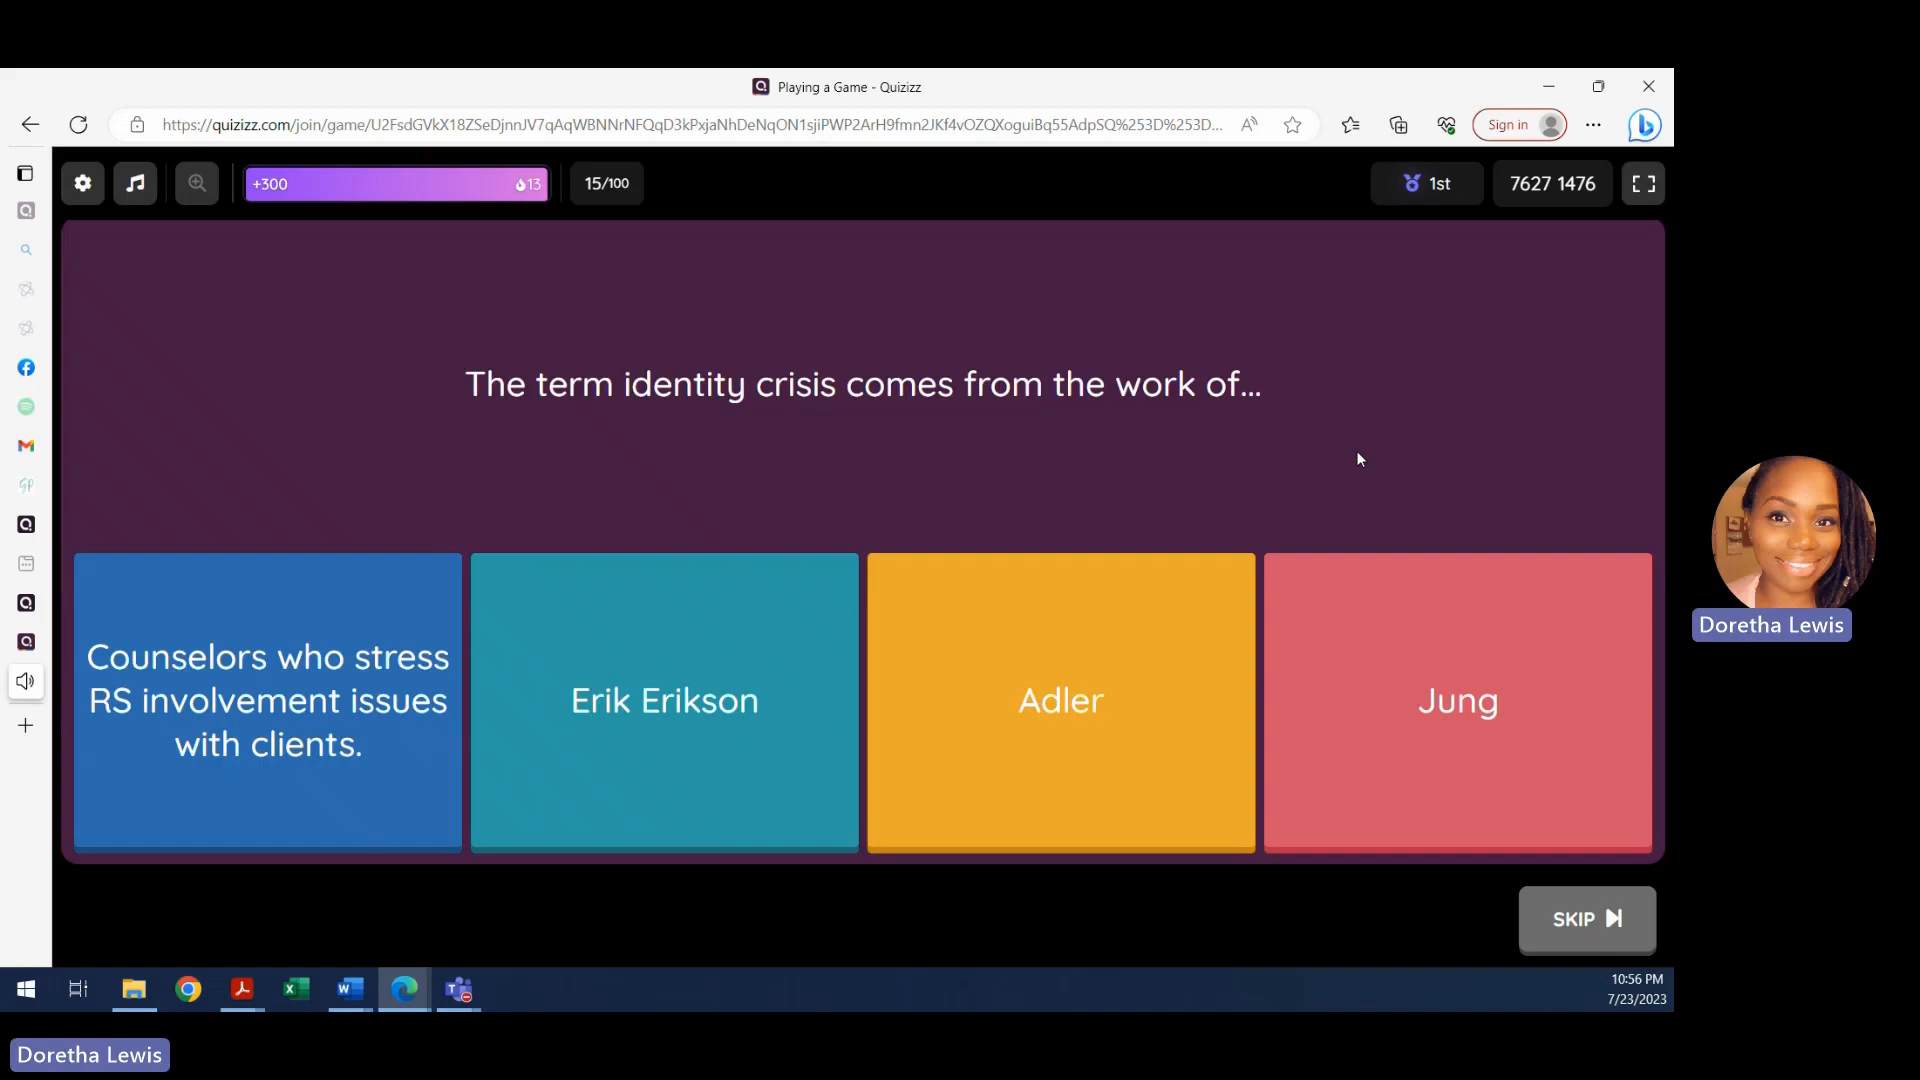 Playing a Game - Quizizz
https://quizizz.com/join/game/U2FsdGVkX18ZSeDjnnJV7qAqWBNNrNFQqD3kPxjaNhDeNqON1sjiPWP2ArH9fmn2JKf4vOZQXoguiBq55AdpSQ%253D%253D...
Sign in
+300
13
15/100
1st
7627 1476
The term identity crisis comes from the work of...
Counselors who stress
RS involvement issues
with clients.
Erik Erikson
Adler
Jung
SKIP
Doretha Lewis
10:56 PM
7/23/2023
Doretha Lewis